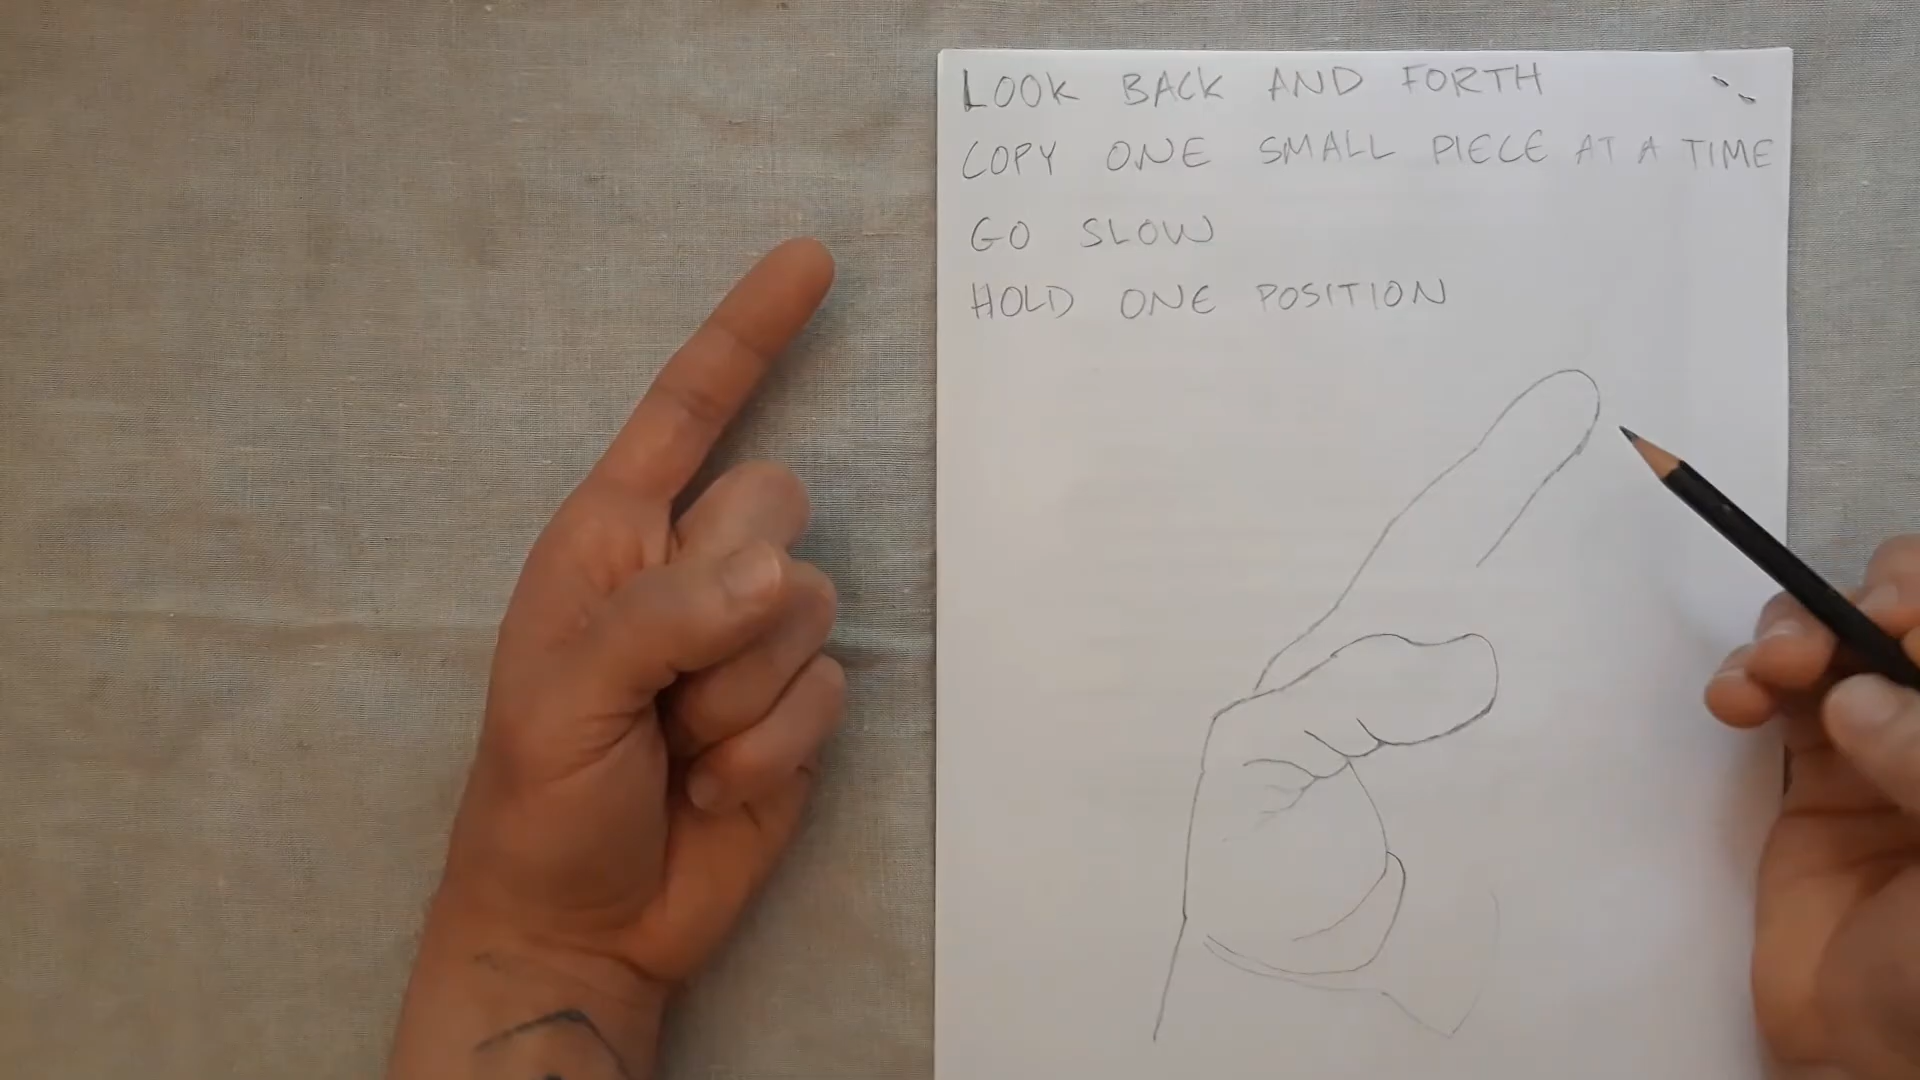 LOOK BACK AND FORTH
COPY ONE SMALL PIECE AT A TIME
GO SLOW
HOLD ONE POSITION